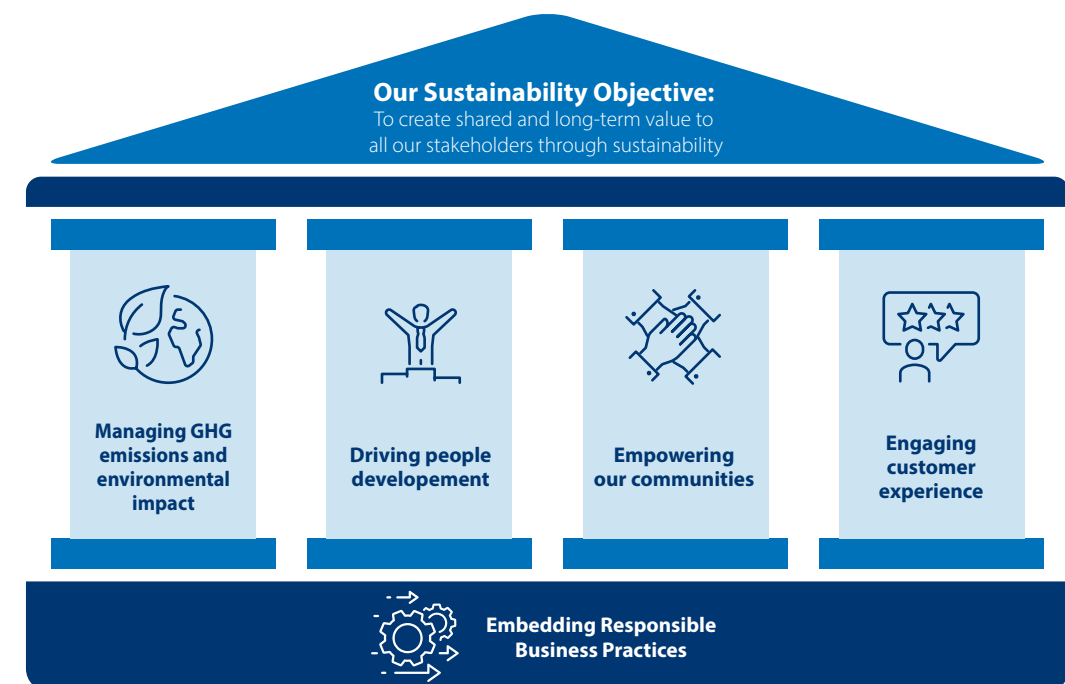 Our Sustainability Objective:
To create shared and long-term value to
all our stakeholders through sustainability
Managing GHG
emissions and
environmental
impact
Driving people
developement
Empowering
our communities
Engaging
customer
experience
Embedding Responsible
Business Practices